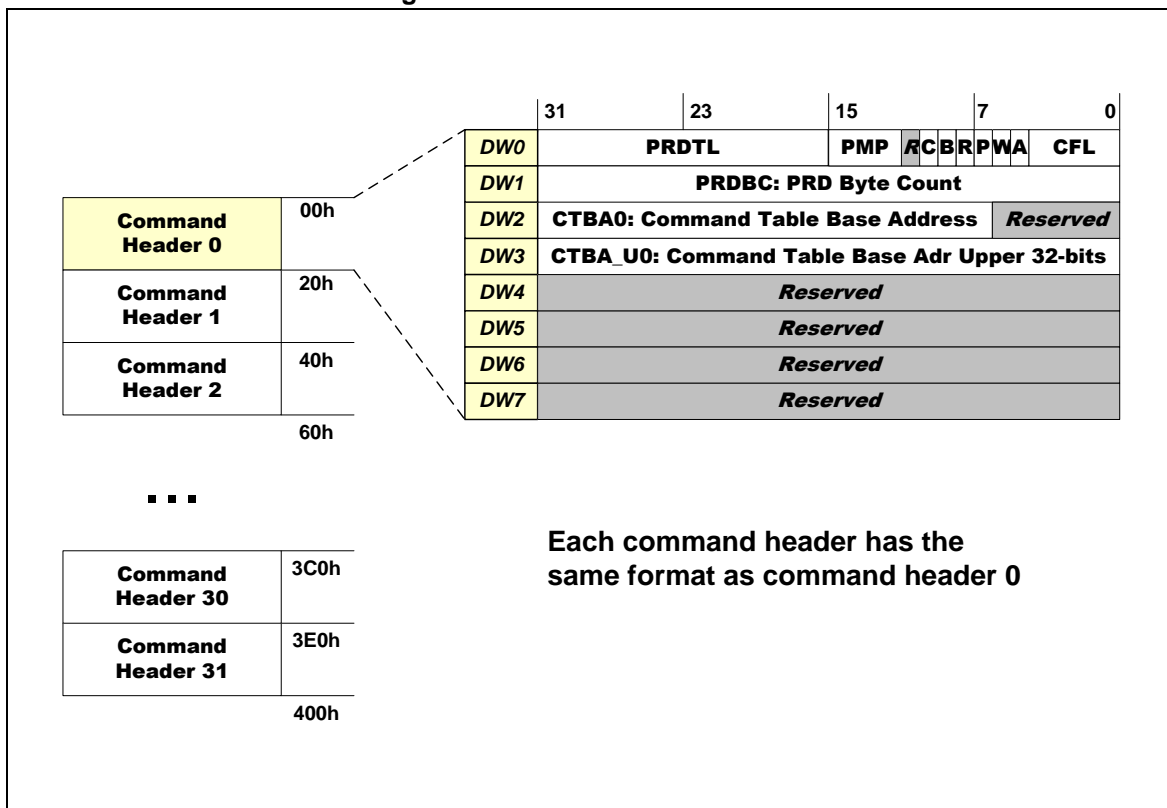 31 23 15 7 0
DW0 PRDTL PMP R C B R P W A CFL
DW1 PRDBC: PRD Byte Count
DW2 CTBA0: Command Table Base Address Reserved
DW3 CTBA_U0: Command Table Base Adr Upper 32-bits
DW4 Reserved
DW5 Reserved
DW6 Reserved
DW7 Reserved
Command
Header 0
00h
Command
Header 1
20h
Command
Header 2
40h
60h
...
Command
Header 30
3C0h
Command
Header 31
3E0h
400h
Each command header has the
same format as command header 0